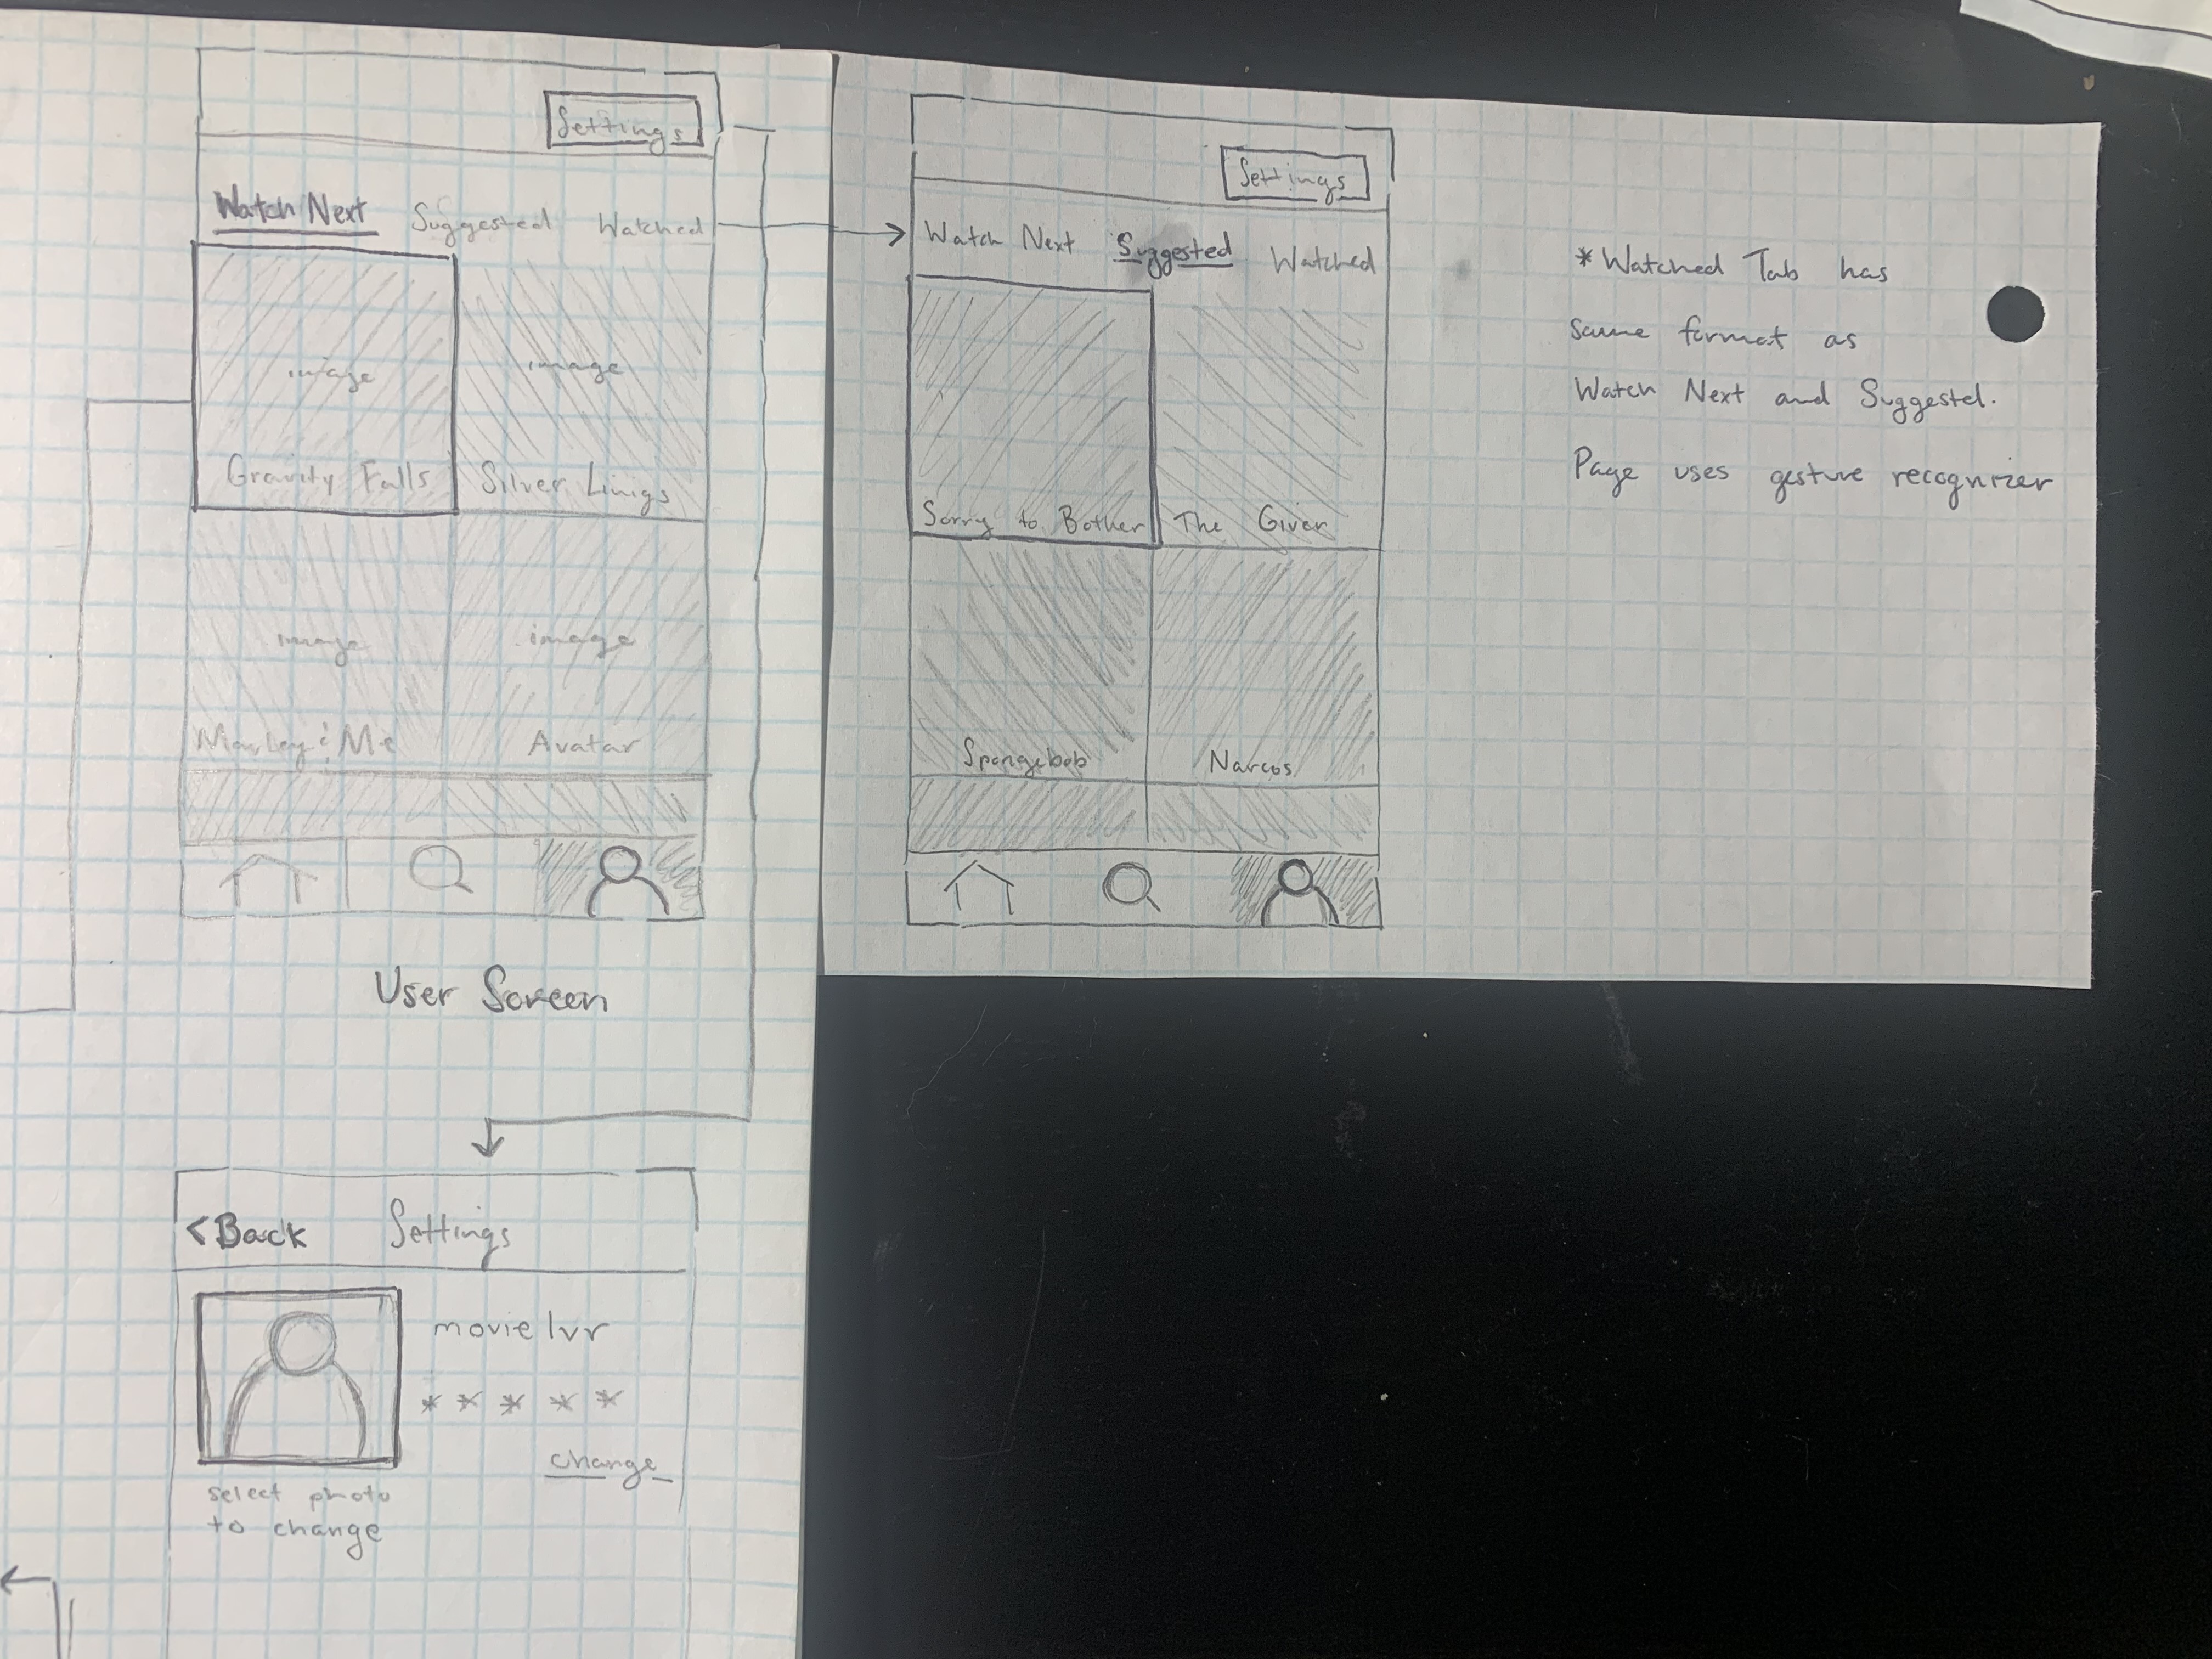 Settings
Watch Next Suggested Watched
image image
Gravity Falls Silver Linigs
image image
Marley & Me Avatar
User Screen
<Back Settings
movielvr
* * * * *
change
select photo
to change
Settings
Watch Next Suggested Watched
Sorry to Bother The Giver
Spongebob Narcos
*Watched Tab has
same format as
Watch Next and Suggested.
Page uses gesture recognizer